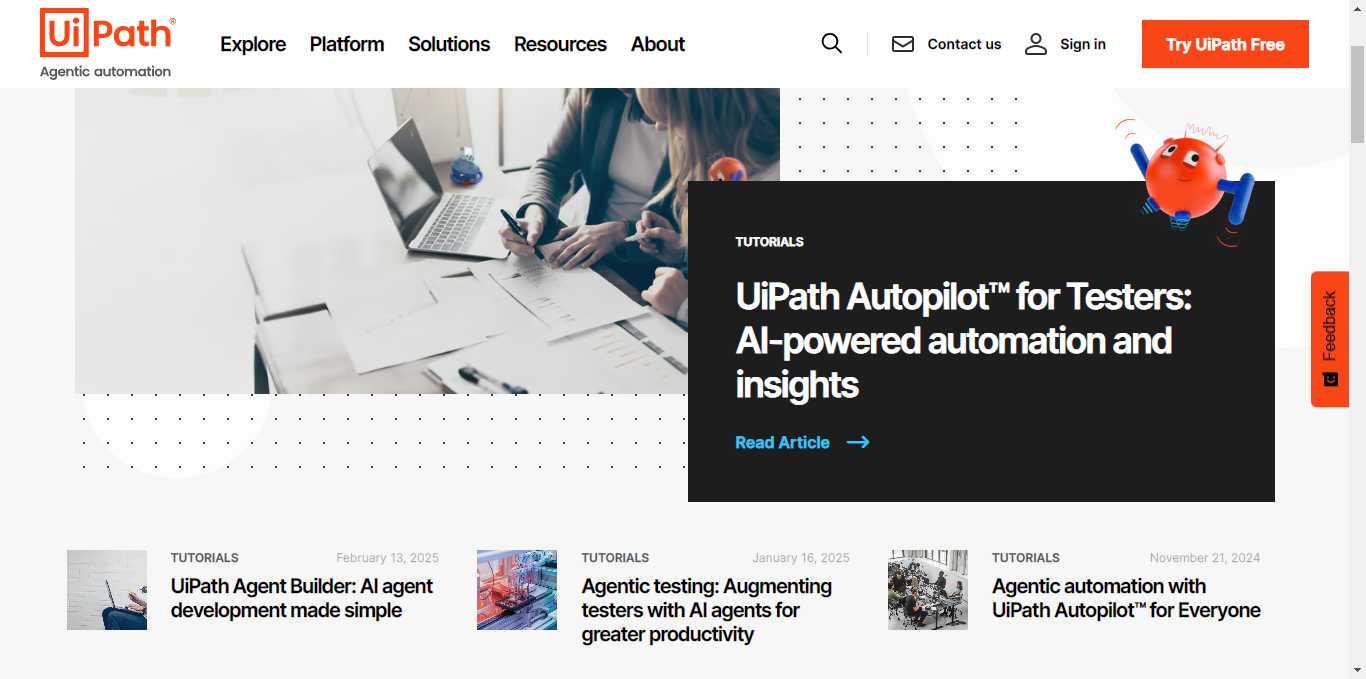 UiPath®
Agentic automation
Explore
Platform
Solutions
Resources
About
Contact us
Sign in
Try UiPath Free
TUTORIALS
UiPath Autopilot™ for Testers:
AI-powered automation and
insights
Read Article
Feedback
TUTORIALS
February 13, 2025
UiPath Agent Builder: AI agent
development made simple
TUTORIALS
January 16, 2025
Agentic testing: Augmenting
testers with AI agents for
greater productivity
TUTORIALS
November 21, 2024
Agentic automation with
UiPath Autopilot™ for Everyone